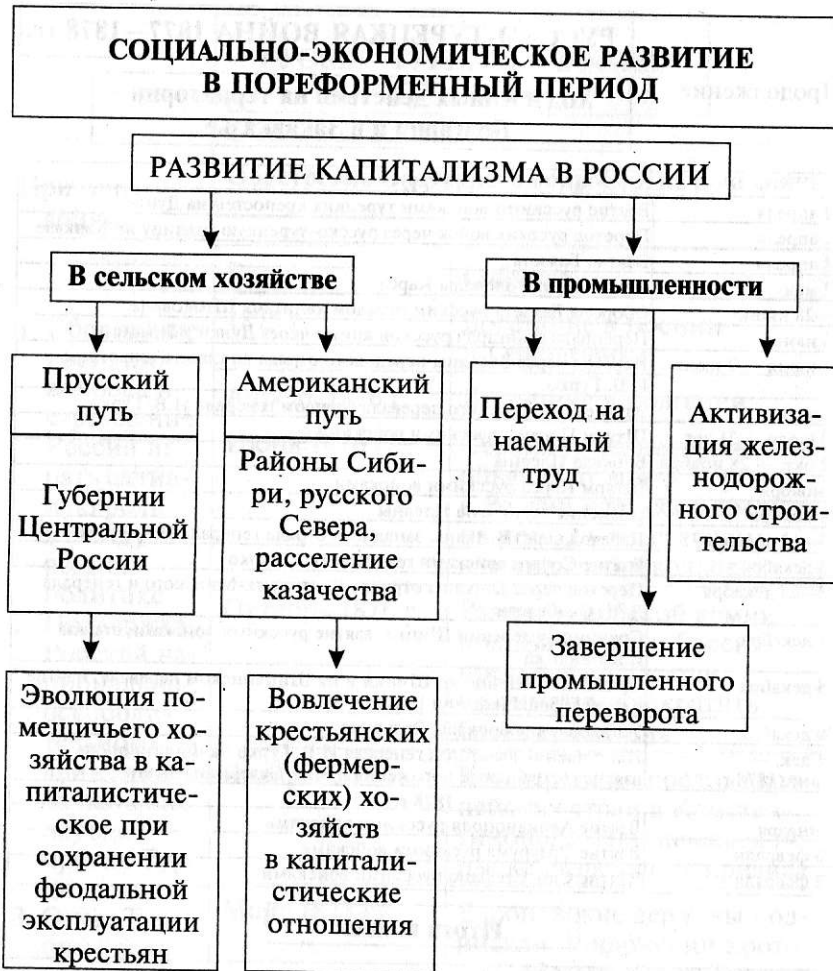 СОЦИАЛЬНО-ЭКОНОМИЧЕСКОЕ РАЗВИТИЕ
В ПОРЕФОРМЕННЫЙ ПЕРИОД
РАЗВИТИЕ КАПИТАЛИЗМА В РОССИИ
В сельском хозяйстве
В промышленности
Прусский
путь
Губернии
Центральной
России
Американский
путь
Районы Сиби-
ри, русского
Севера,
расселение
казачества
Переход на
наемный
труд
Активиза-
ция желез-
нодорож-
ного строи-
тельства
Эволюция по-
мещичьего хо-
зяйства в ка-
питалистиче-
ское при
сохранении
феодальной
эксплуатации
крестьян
Вовлечение
крестьянских
(фермер-
ских) хо-
зяйств
в капитали-
стические
отношения
Завершение
промышленного
переворота